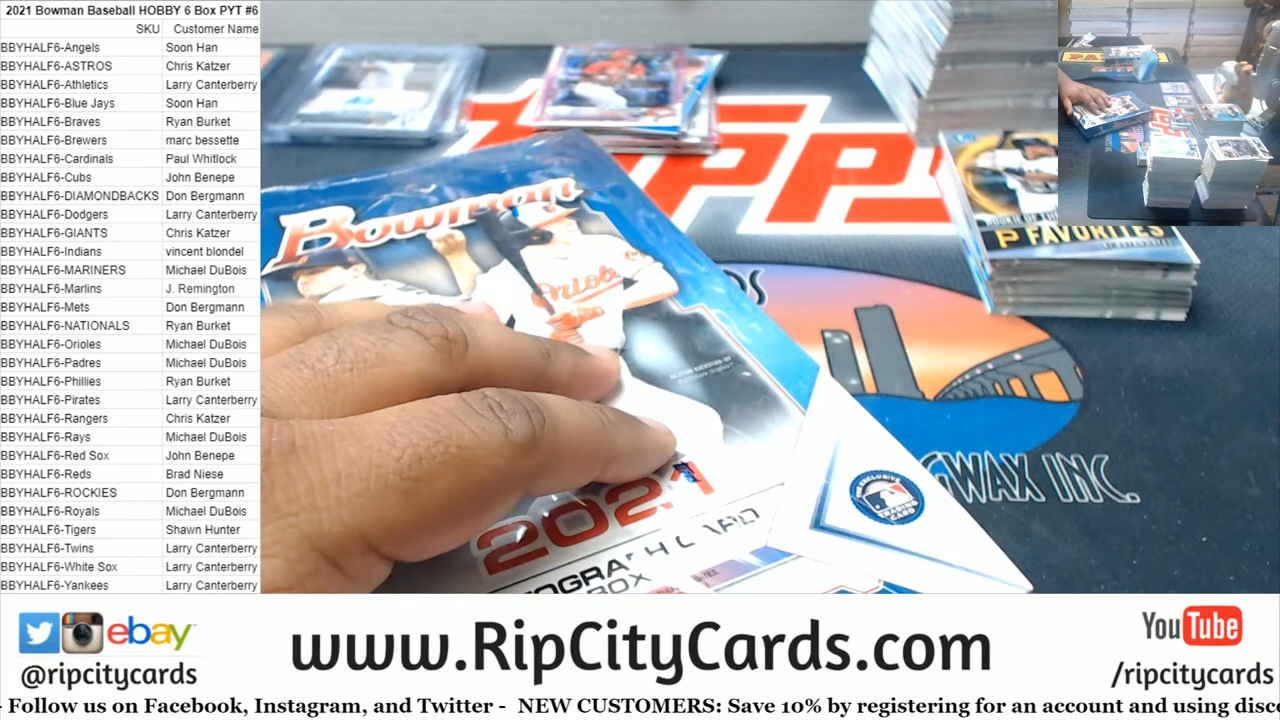 2021 Bowman Baseball HOBBY 6 Box PYT #6
SKU Customer Name
BBYHALF6-Angels Soon Han
BBYHALF6-ASTROS Chris Katzer
BBYHALF6-Athletics Larry Canterberry
BBYHALF6-Blue Jays Soon Han
BBYHALF6-Braves Ryan Burket
BBYHALF6-Brewers marc bessette
BBYHALF6-Cardinals Paul Whitlock
BBYHALF6-Cubs John Benepe
BBYHALF6-DIAMONDBACKS Don Bergmann
BBYHALF6-Dodgers Larry Canterberry
BBYHALF6-GIANTS Chris Katzer
BBYHALF6-Indians vincent blondel
BBYHALF6-MARINERS Michael DuBois
BBYHALF6-Marlins J. Remington
BBYHALF6-Mets Don Bergmann
BBYHALF6-NATIONALS Ryan Burket
BBYHALF6-Orioles Michael DuBois
BBYHALF6-Padres Michael DuBois
BBYHALF6-Phillies Ryan Burket
BBYHALF6-Pirates Larry Canterberry
BBYHALF6-Rangers Chris Katzer
BBYHALF6-Rays Michael DuBois
BBYHALF6-Red Sox John Benepe
BBYHALF6-Reds Brad Niese
BBYHALF6-ROCKIES Don Bergmann
BBYHALF6-Royals Michael DuBois
BBYHALF6-Tigers Shawn Hunter
BBYHALF6-Twins Larry Canterberry
BBYHALF6-White Sox Larry Canterberry
BBYHALF6-Yankees Larry Canterberry
Bowman
Orioles
2021
PP
P FAVORITES
GWAX INC.
TRADING
CARD
BOX
ebay
@ripcitycards
www.RipCityCards.com
YouTube
/ripcitycards
- Follow us on Facebook, Instagram, and Twitter - NEW CUSTOMERS: Save 10% by registering for an account and using disc